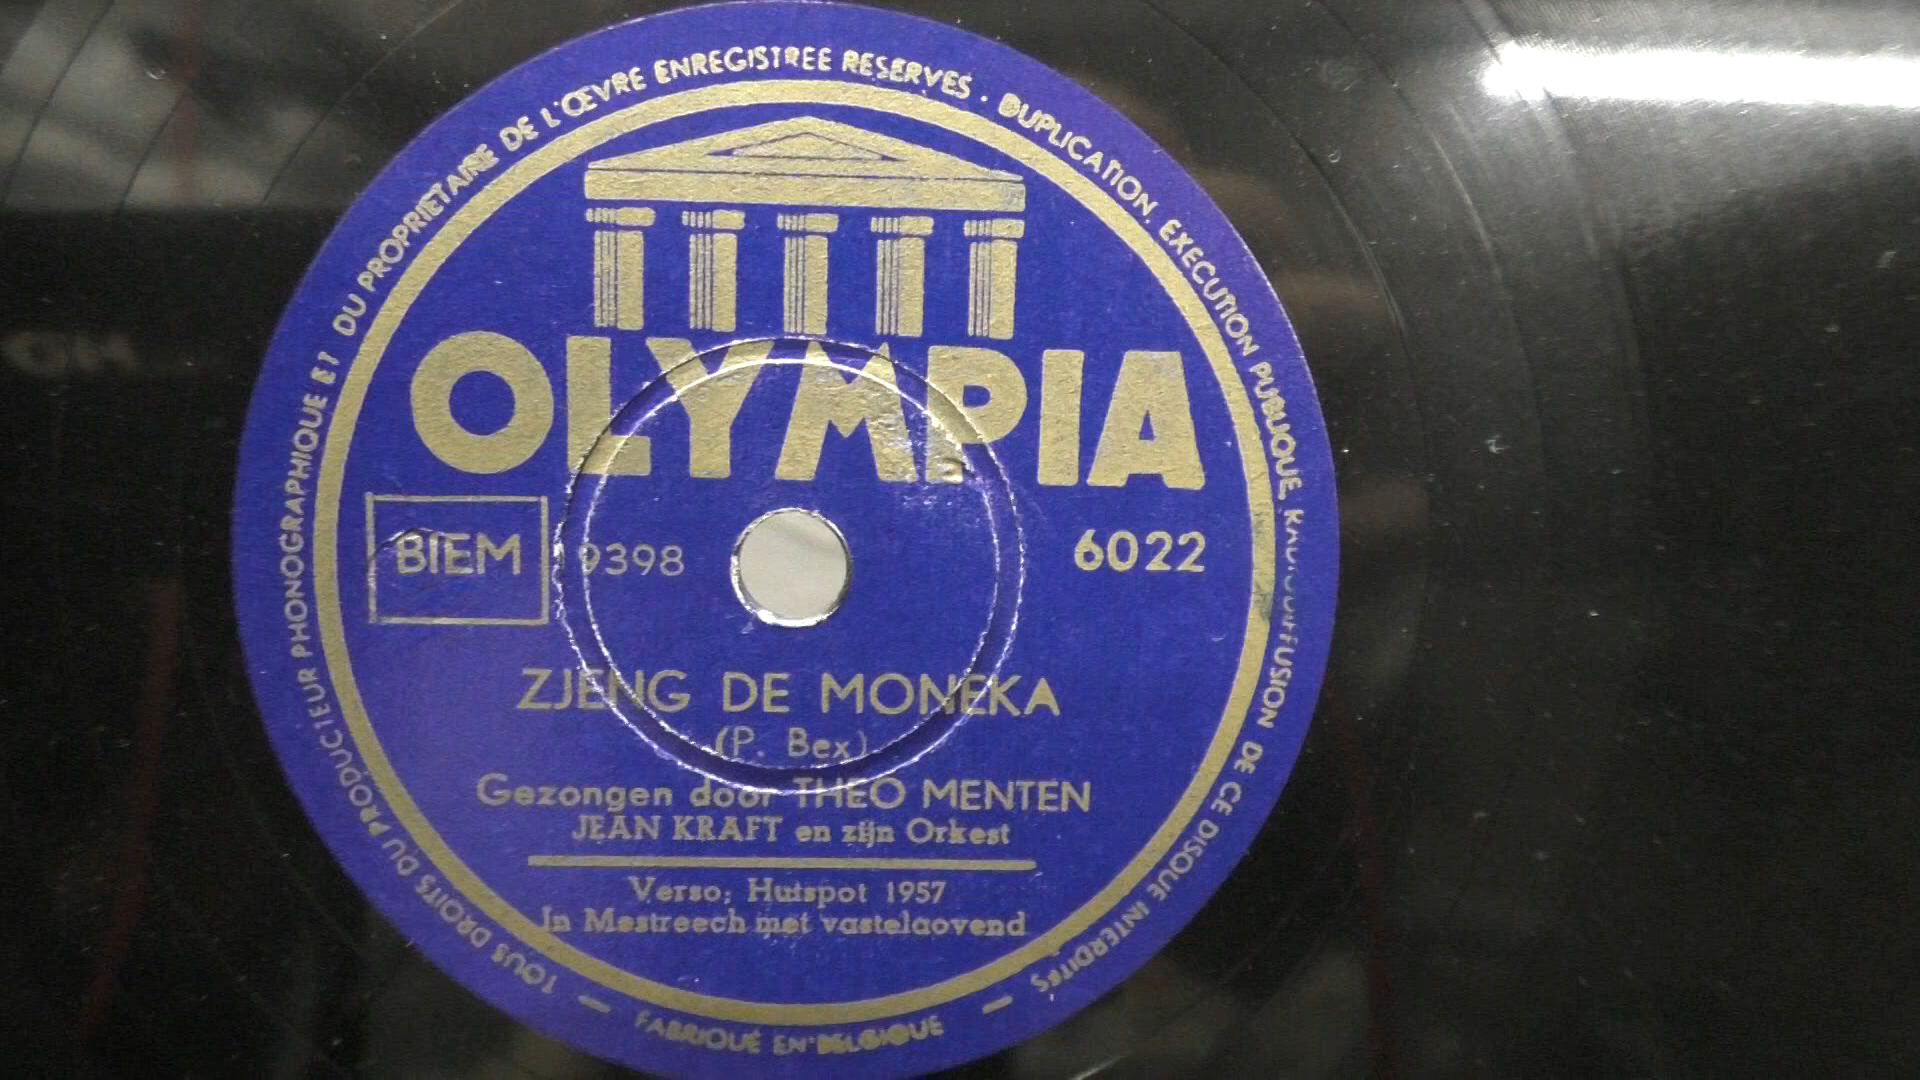 TOUS DROITS DU PRODUCTEUR PHONOGRAPHIQUE ET DU PROPRIETAIRE DE L'ŒVRE ENREGISTREE RESERVES · DUPLICATION, EXECUTION PUBLIQUE, RADIODIFFUSION DE CE DISQUE INTERDITES
OLYMPIA
BIEM 19398 6022
ZJENG DE MONEKA
(P. Bex)
Gezongen door THEO MENTEN
JEAN KRAFT en zijn Orkest
Verso; Hutspot 1957
In Mestreech met vastelaovend
— FABRIQUÉ EN BELGIQUE —